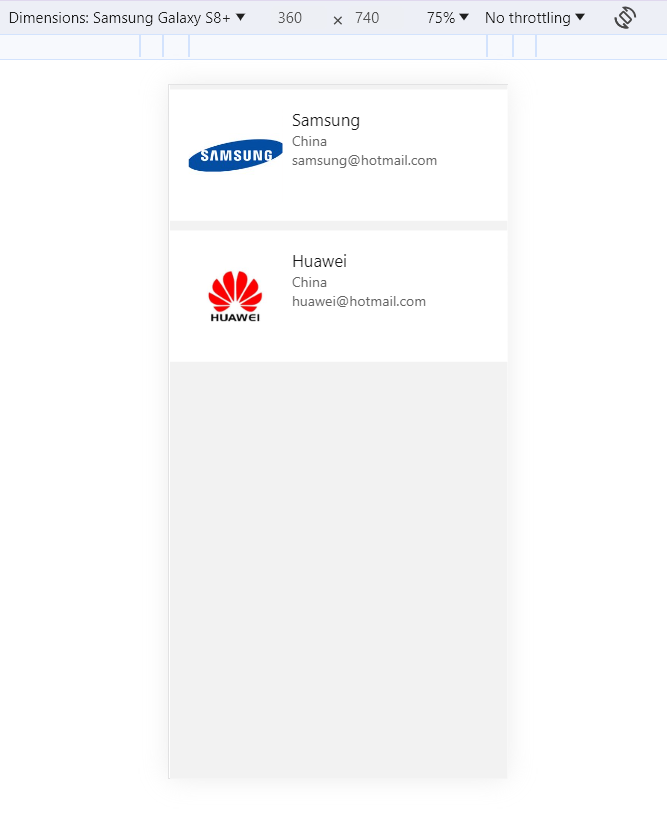 Dimensions: Samsung Galaxy S8+ ▼ 360 × 740 75% ▼ No throttling ▼
Samsung
China
SAMSUNG
samsung@hotmail.com
Huawei
China
huawei@hotmail.com
HUAWEI